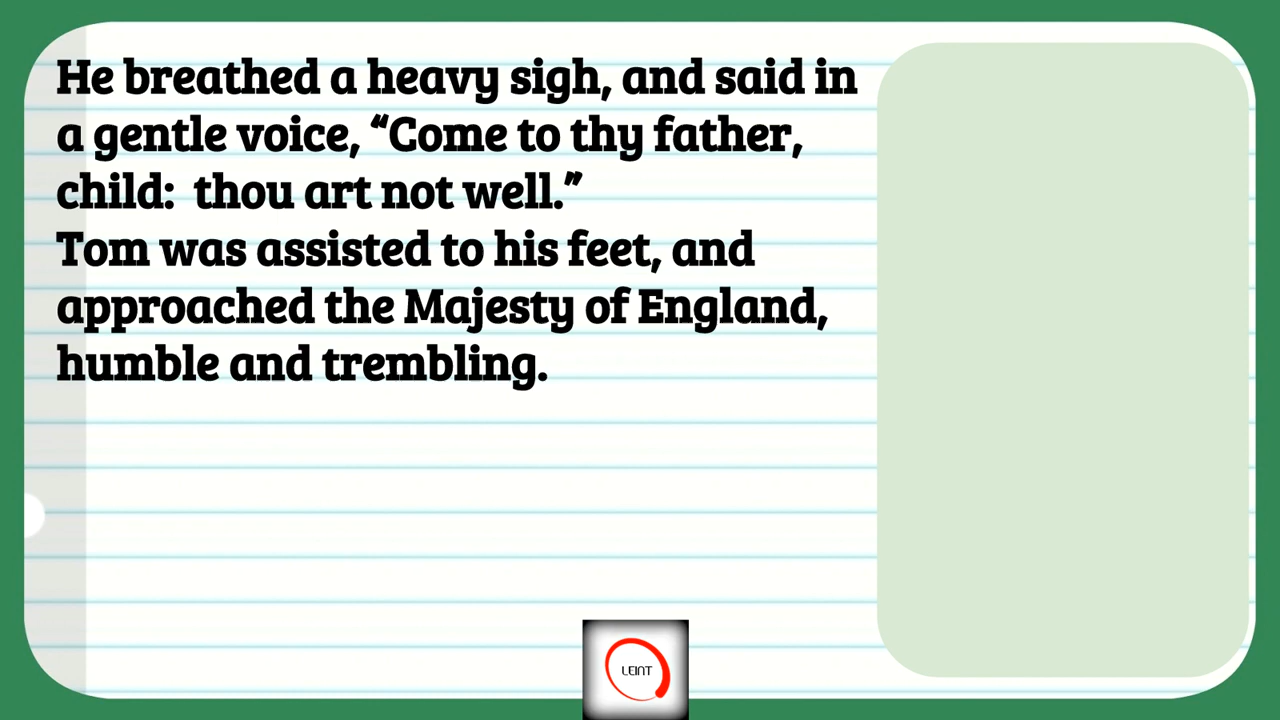 He breathed a heavy sigh, and said in
a gentle voice, “Come to thy father,
child:  thou art not well.”
Tom was assisted to his feet, and
approached the Majesty of England,
humble and trembling.
LEINT